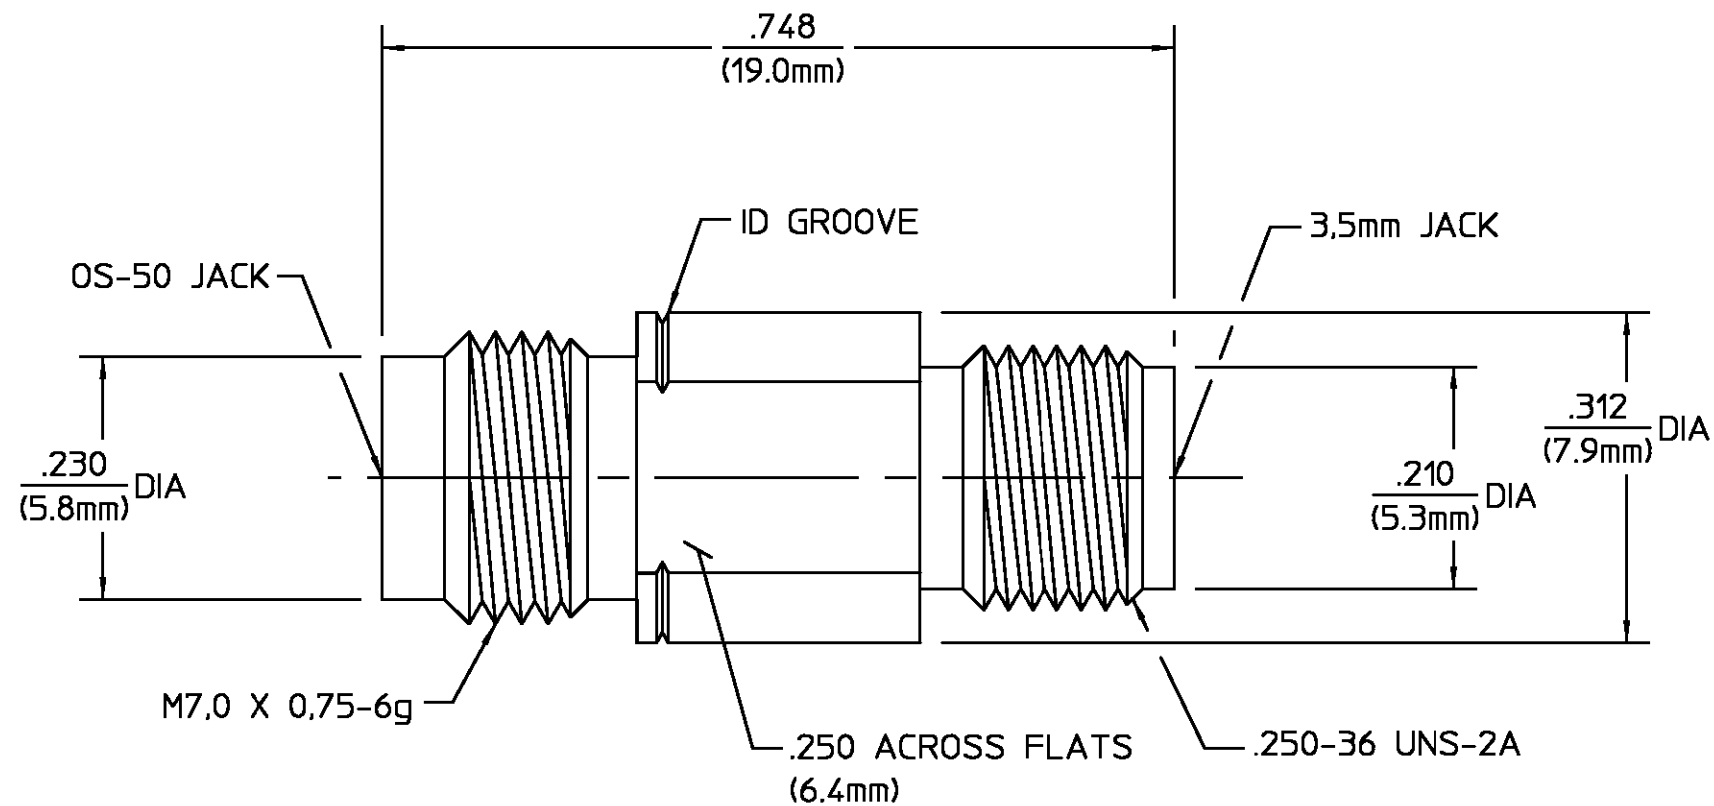 .748
(19.0mm)
ID GROOVE
3,5mm JACK
OS-50 JACK
.312
(7.9mm) DIA
.230
(5.8mm) DIA
.210
(5.3mm) DIA
M7,0 X 0,75-6g
.250 ACROSS FLATS
(6.4mm)
.250-36 UNS-2A